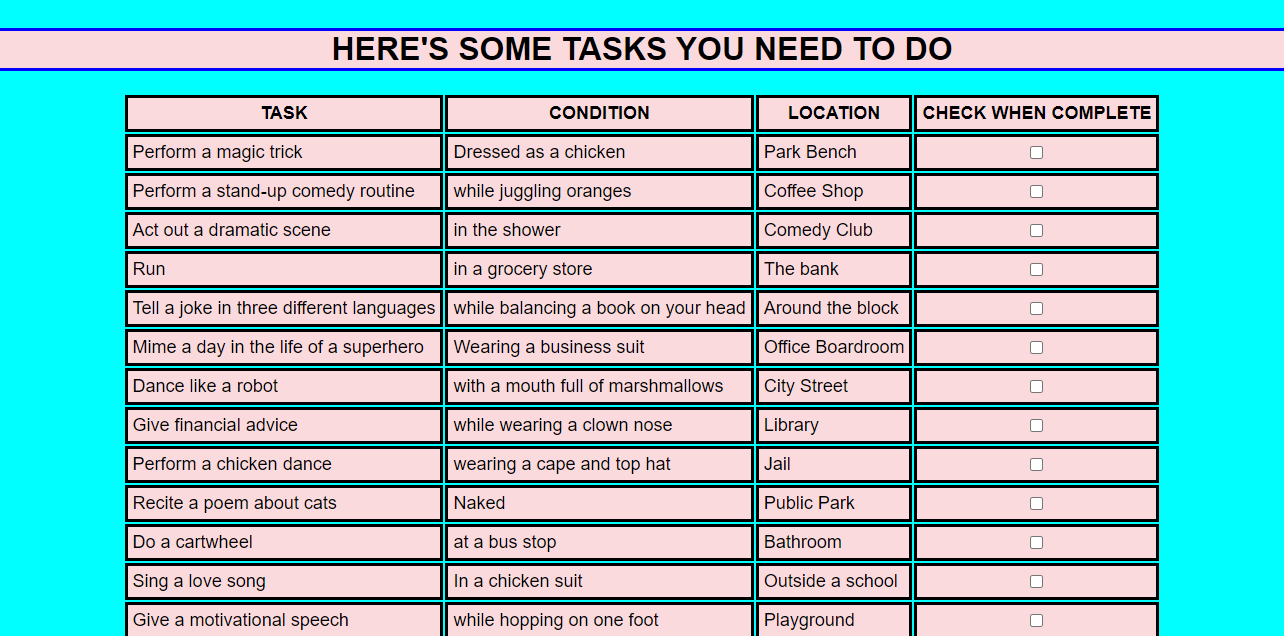 HERE'S SOME TASKS YOU NEED TO DO
TASK CONDITION LOCATION CHECK WHEN COMPLETE
Perform a magic trick Dressed as a chicken Park Bench
Perform a stand-up comedy routine while juggling oranges Coffee Shop
Act out a dramatic scene in the shower Comedy Club
Run in a grocery store The bank
Tell a joke in three different languages while balancing a book on your head Around the block
Mime a day in the life of a superhero Wearing a business suit Office Boardroom
Dance like a robot with a mouth full of marshmallows City Street
Give financial advice while wearing a clown nose Library
Perform a chicken dance wearing a cape and top hat Jail
Recite a poem about cats Naked Public Park
Do a cartwheel at a bus stop Bathroom
Sing a love song In a chicken suit Outside a school
Give a motivational speech while hopping on one foot Playground